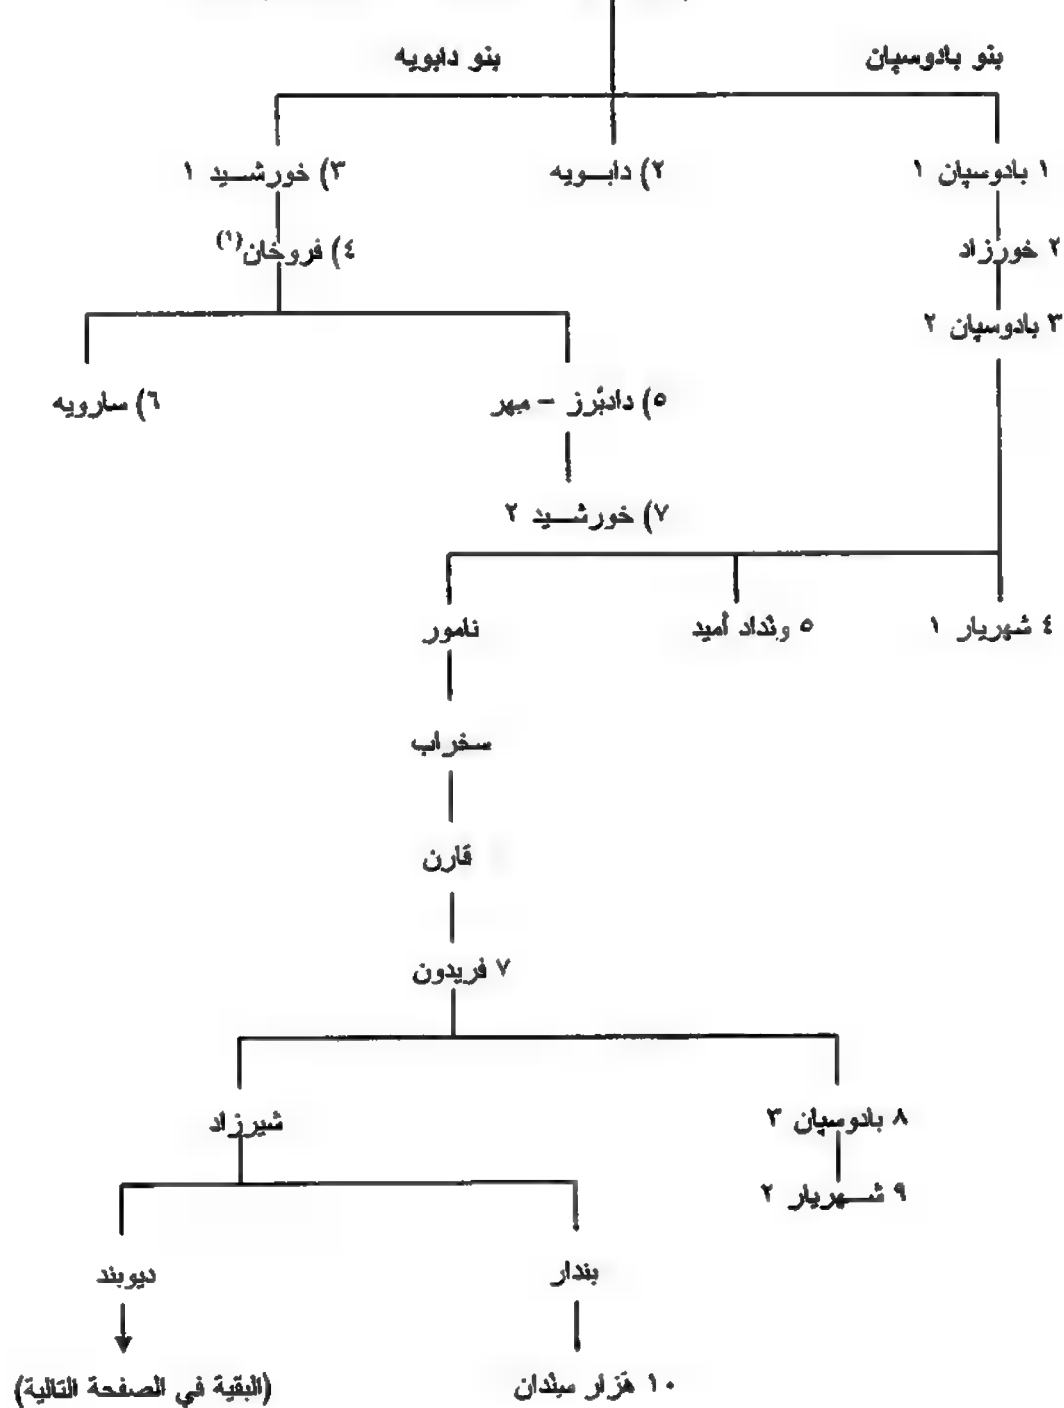 بنو بادوسپان بنو دابويه
١ بادوسپان ١ ٢) دابويه ٣) خورشيد ١
٢ خورزاد ٤) فروخان(١)
٣ بادوسپان ٢
٥) دادبُرز – مهر ٦) سارويه
٧) خورشيد ٢
٤ شهريار ١ ٥ ونداد أميد نامور
سخراب
قارن
٧ فريدون
٨ بادوسپان ٣ شيرزاد
٩ شهريار ٢
بندار ديوبند
١٠ هَزار سِندان (البقية في الصفحة التالية)